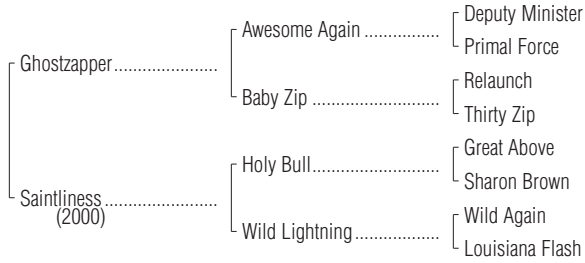 Deputy Minister
Awesome Again ................
Primal Force
Ghostzapper......................
Relaunch
Baby Zip ...........................
Thirty Zip
Great Above
Holy Bull...........................
Sharon Brown
Saintliness ........................
(2000)
Wild Again
Wild Lightning..................
Louisiana Flash